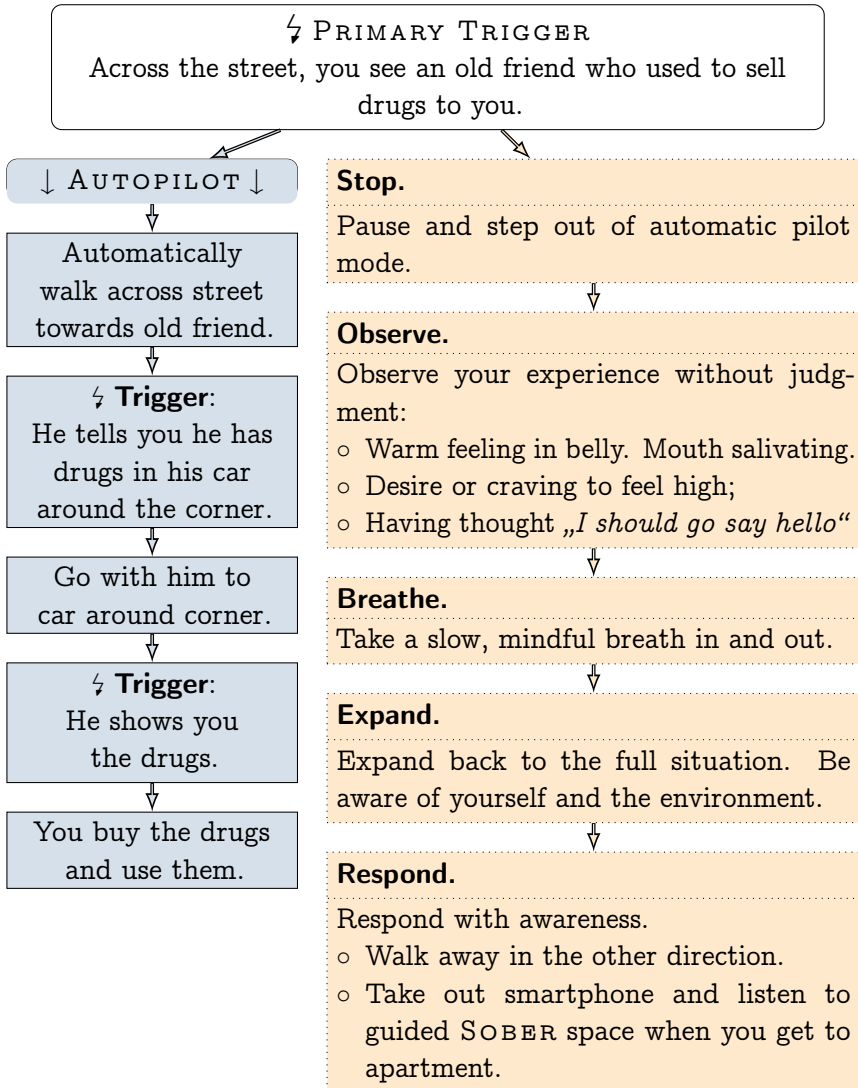 PRIMARY TRIGGER
Across the street, you see an old friend who used to sell
drugs to you.
↓ AUTOPILOT ↓
Automatically
walk across street
towards old friend.
Trigger:
He tells you he has
drugs in his car
around the corner.
Go with him to
car around corner.
Trigger:
He shows you
the drugs.
You buy the drugs
and use them.
Stop.
Pause and step out of automatic pilot
mode.
Observe.
Observe your experience without judg-
ment:
○ Warm feeling in belly. Mouth salivating.
○ Desire or craving to feel high;
○ Having thought „I should go say hello“
Breathe.
Take a slow, mindful breath in and out.
Expand.
Expand back to the full situation. Be
aware of yourself and the environment.
Respond.
Respond with awareness.
○ Walk away in the other direction.
○ Take out smartphone and listen to
guided SOBER space when you get to
apartment.